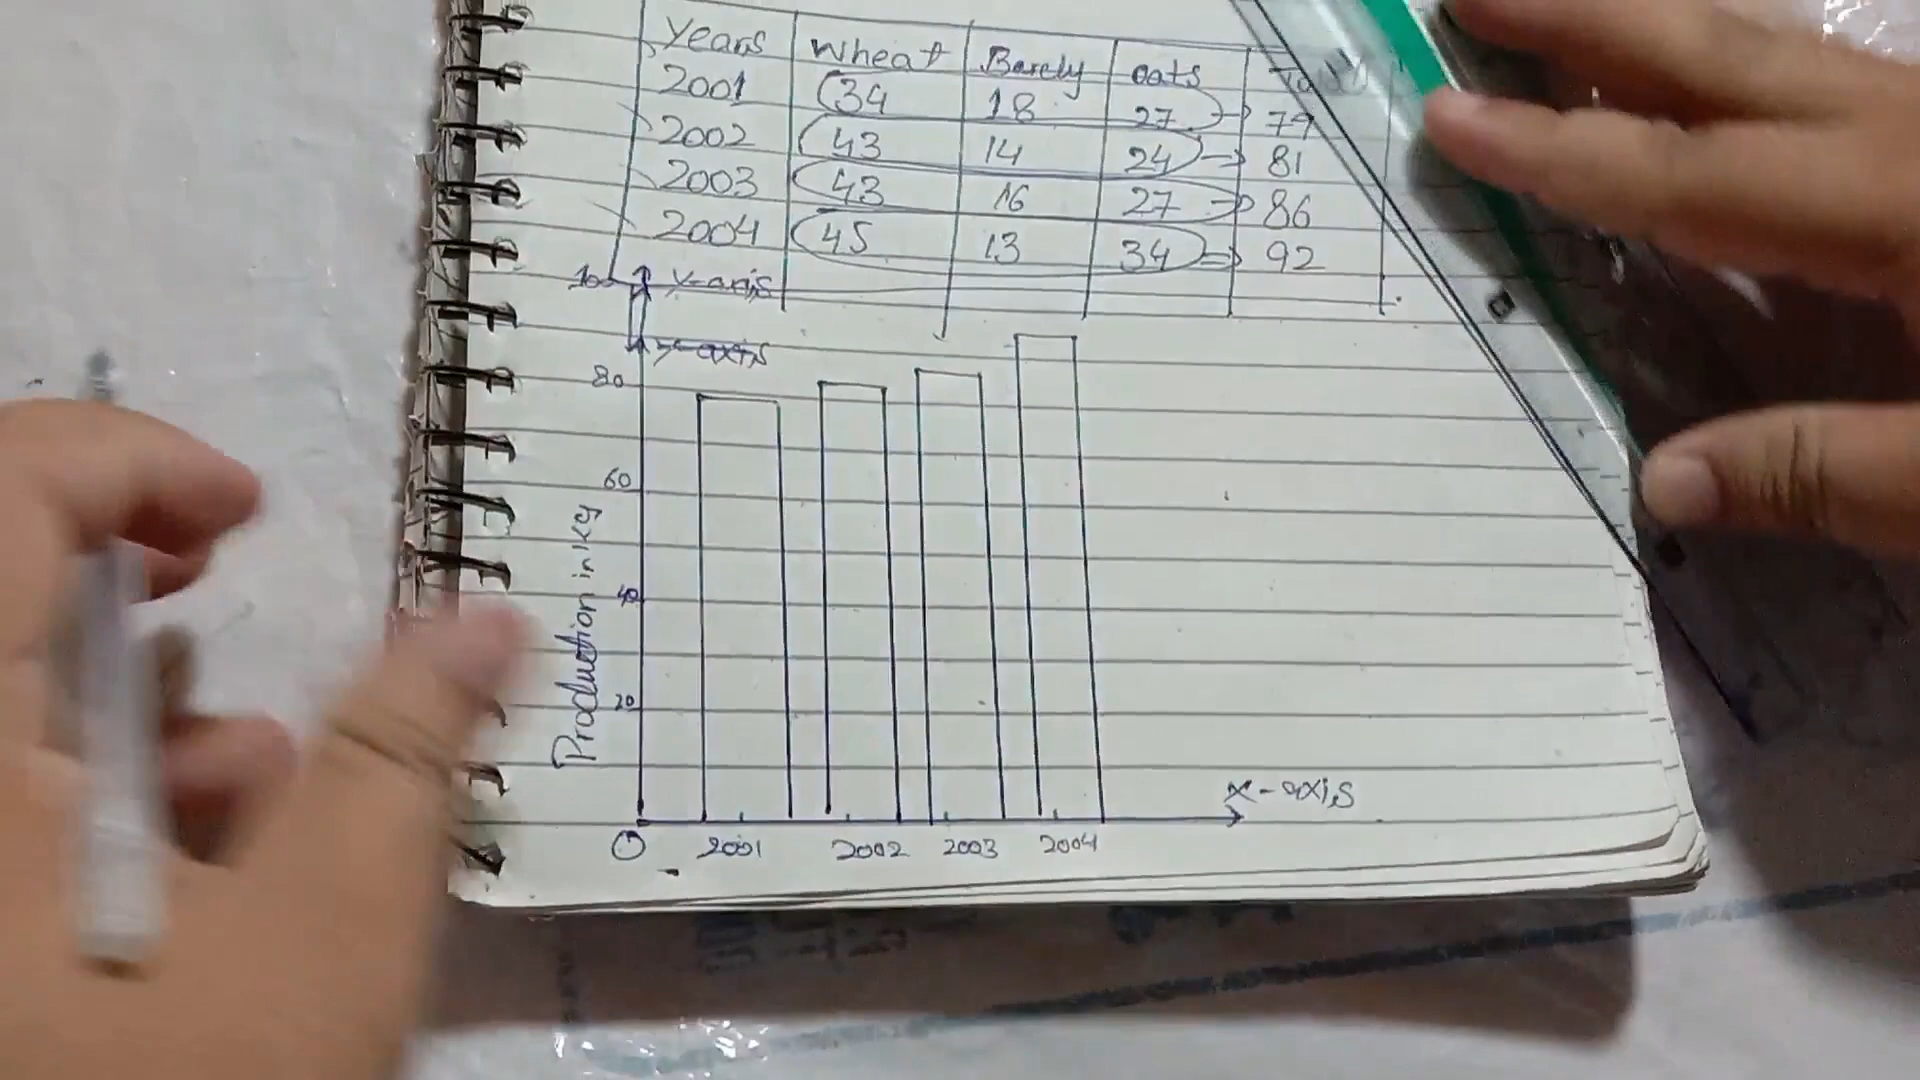 Years Wheat Barely oats
2001 34 18 27 → 79
2002 43 14 24 → 81
2003 43 16 27 → 86
2004 45 13 34 → 92
y-axis
y-axis
80
60
40
20
Production in kg
x-axis
0 2001 2002 2003 2004